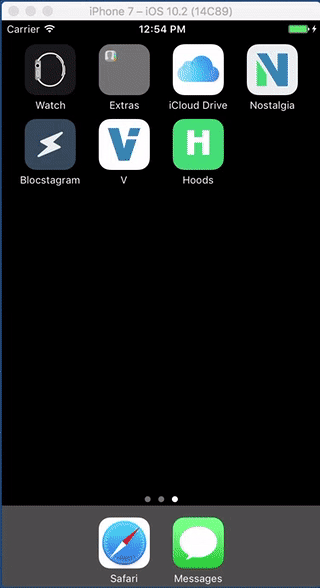 iPhone 7 – iOS 10.2 (14C89)
Carrier 12:54 PM
Watch Extras iCloud Drive Nostalgia
N
V
H
Blocstagram V Hoods
Safari Messages